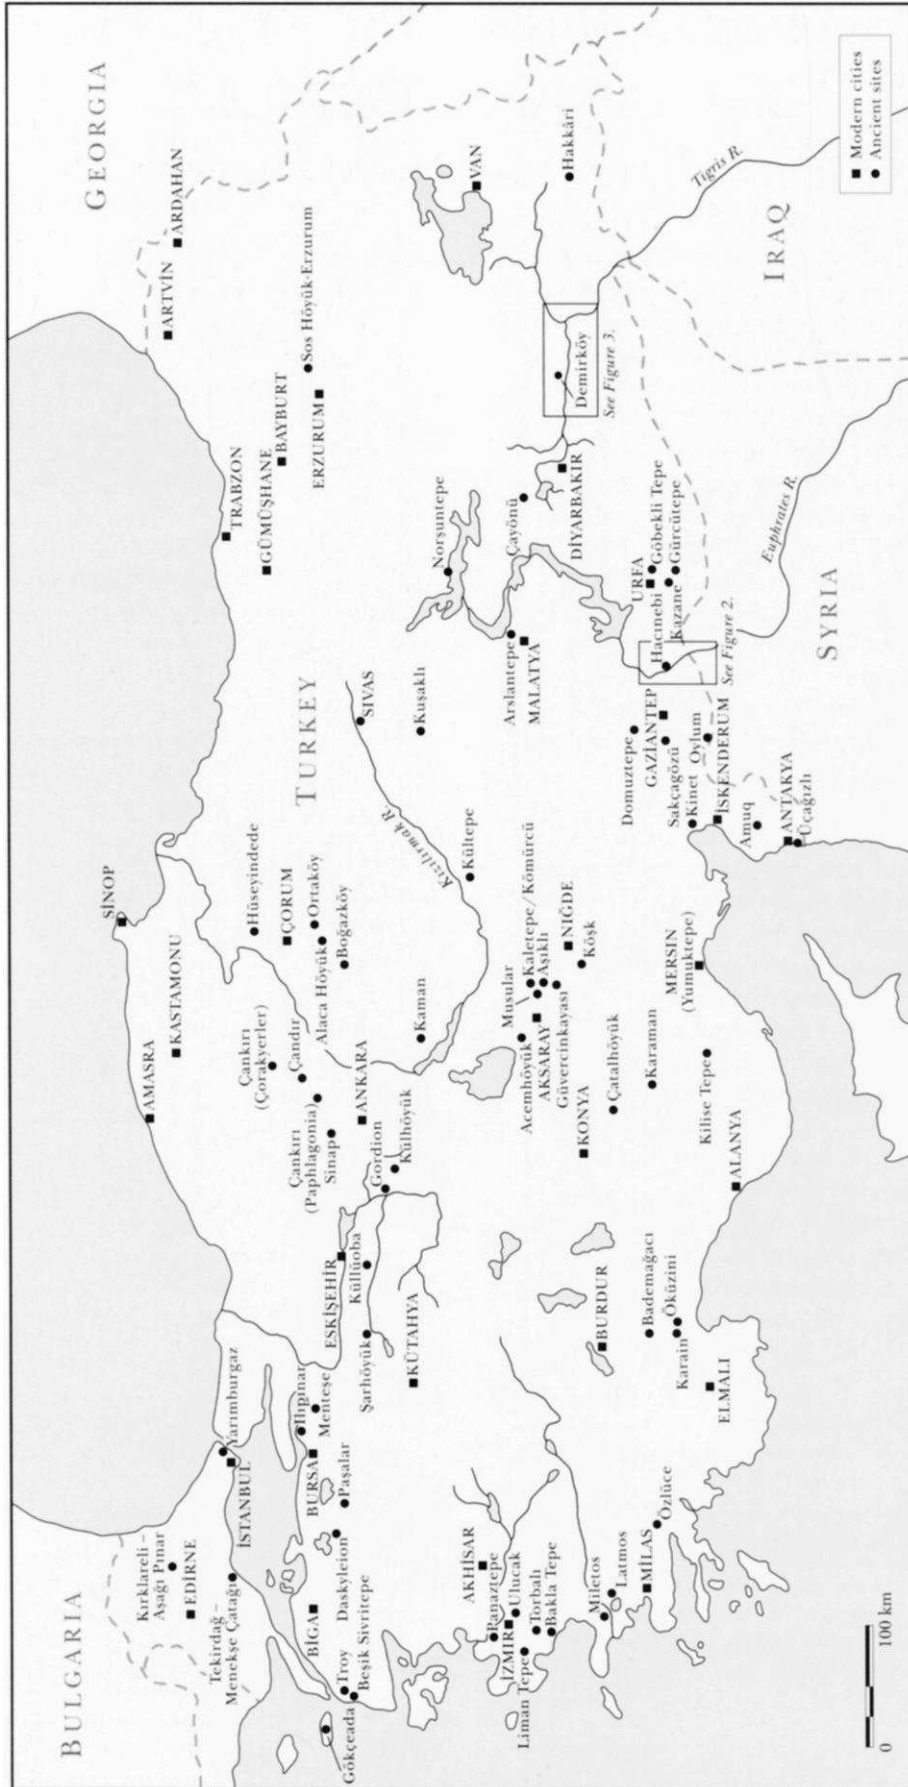 BULGARIA
GEORGIA
TURKEY
SYRIA
IRAQ
Kırklareli –
Aşağı Pınar
EDİRNE
Tekirdağ –
Menekşe Çatağı
Yarımburgaz
İSTANBUL
BİGA
Troy
Beşik Sivritepe
Gökçeada
Daskyleion
Paşalar
BURSA
Ilıpınar
Menteşe
ESKİŞEHİR
Küllüoba
Şarhöyük
KÜTAHYA
AMASRA
KASTAMONU
SİNOP
Çankırı
(Çorakyerler)
Çandır
Çankırı
(Paphlagonia)
Sinap
ANKARA
Gordion
Külhöyük
Hüseyindede
ÇORUM
Ortaköy
Alaca Höyük
Boğazköy
Kaman
Kızılırmak R.
SIVAS
Kuşaklı
Kültepe
TRABZON
GÜMÜŞHANE
BAYBURT
ERZURUM
Sos Höyük-Erzurum
ARTVİN
ARDAHAN
VAN
Hakkâri
AKHİSAR
Panaztepe
İZMİR
Ulucak
Liman Tepe
Torbalı
Bakla Tepe
Miletos
Latmos
MİLAS
Özlüce
BURDUR
Bademağacı
Öküzini
Karain
ELMALI
ALANYA
KONYA
Çatalhöyük
Karaman
Kilise Tepe
Musular
Kaletepe/Kömürcü
Aşıklı
Acemhöyük
AKSARAY
Güvercinkayası
NİĞDE
Köşk
MERSIN
(Yumuktepe)
Norşuntepe
Arslantepe
MALATYA
Çayönü
DİYARBAKİR
Demirköy
See Figure 3.
Domuztepe
GAZİANTEP
Sakçagözü
Kinet
Oylum
İSKENDERUM
Amuq
ANTAKYA
Üçağızlı
URFA
Göbekli Tepe
Hacınebi
Kazane
Gürcütepe
See Figure 2.
Euphrates R.
Tigris R.
■ Modern cities
● Ancient sites
0 100 km